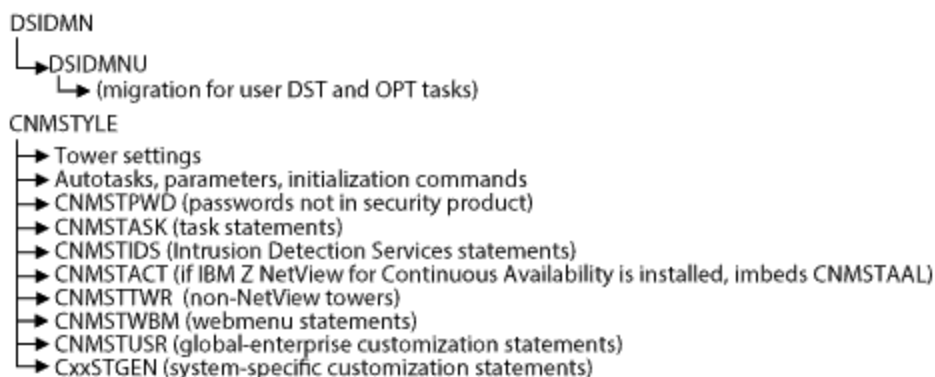 DSIDMN
DSIDMNU
(migration for user DST and OPT tasks)
CNMSTYLE
Tower settings
Autotasks, parameters, initialization commands
CNMSTPWD (passwords not in security product)
CNMSTASK (task statements)
CNMSTIDS (Intrusion Detection Services statements)
CNMSTACT (if IBM Z NetView for Continuous Availability is installed, imbeds CNMSTAAL)
CNMSTTWR (non-NetView towers)
CNMSTWBM (webmenu statements)
CNMSTUSR (global-enterprise customization statements)
CxxSTGEN (system-specific customization statements)